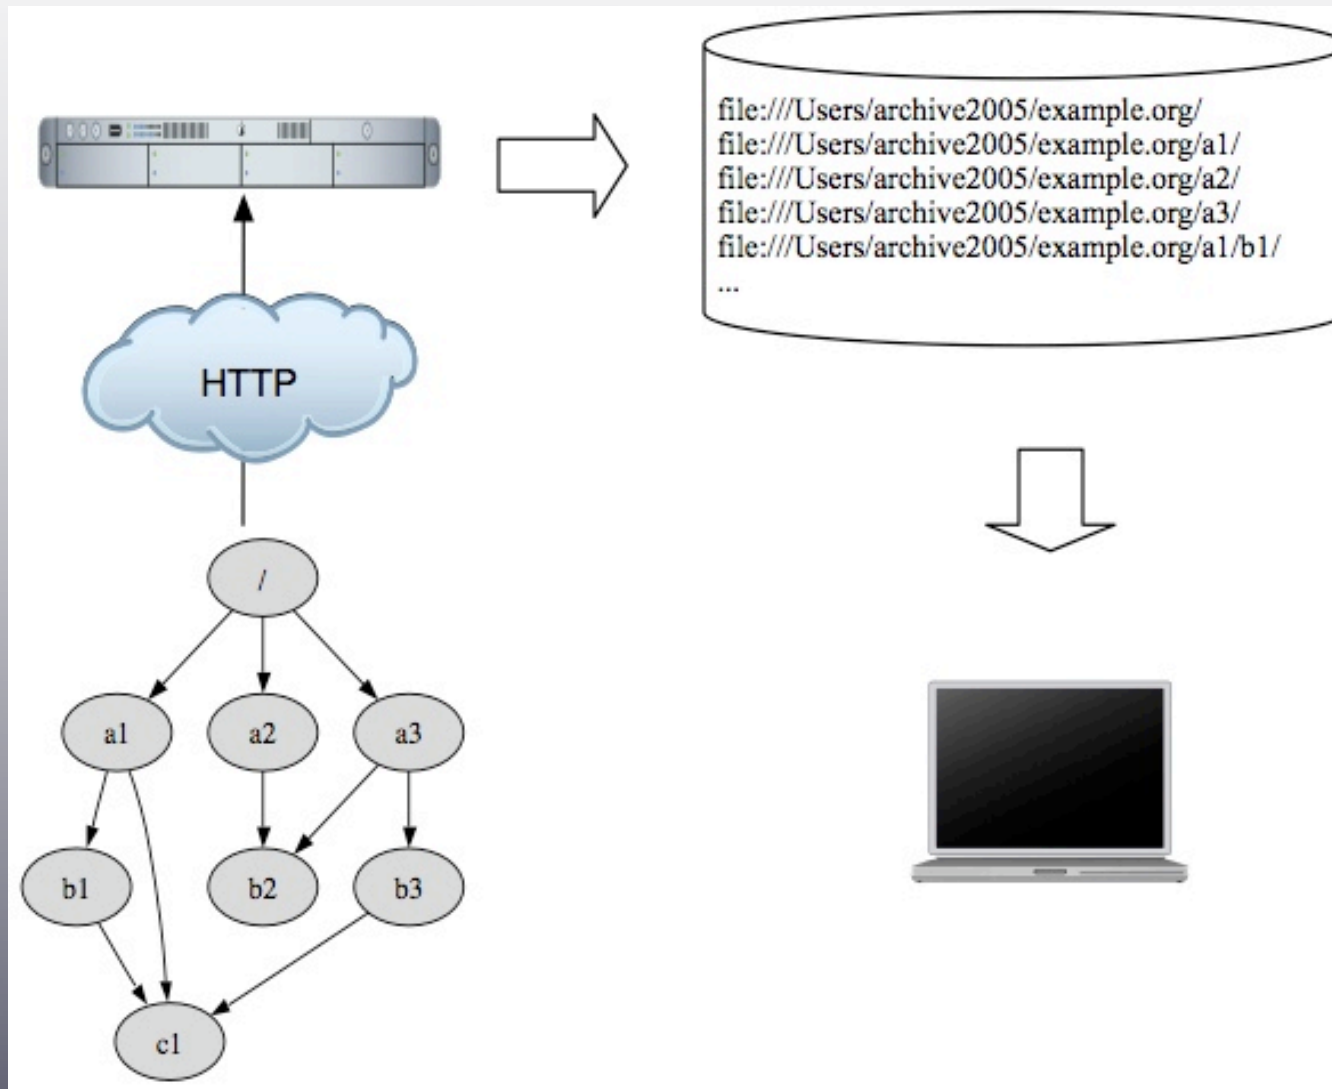 file:///Users/archive2005/example.org/
file:///Users/archive2005/example.org/a1/
file:///Users/archive2005/example.org/a2/
file:///Users/archive2005/example.org/a3/
file:///Users/archive2005/example.org/a1/b1/
...
HTTP
/
a1 a2 a3
b1 b2 b3
c1